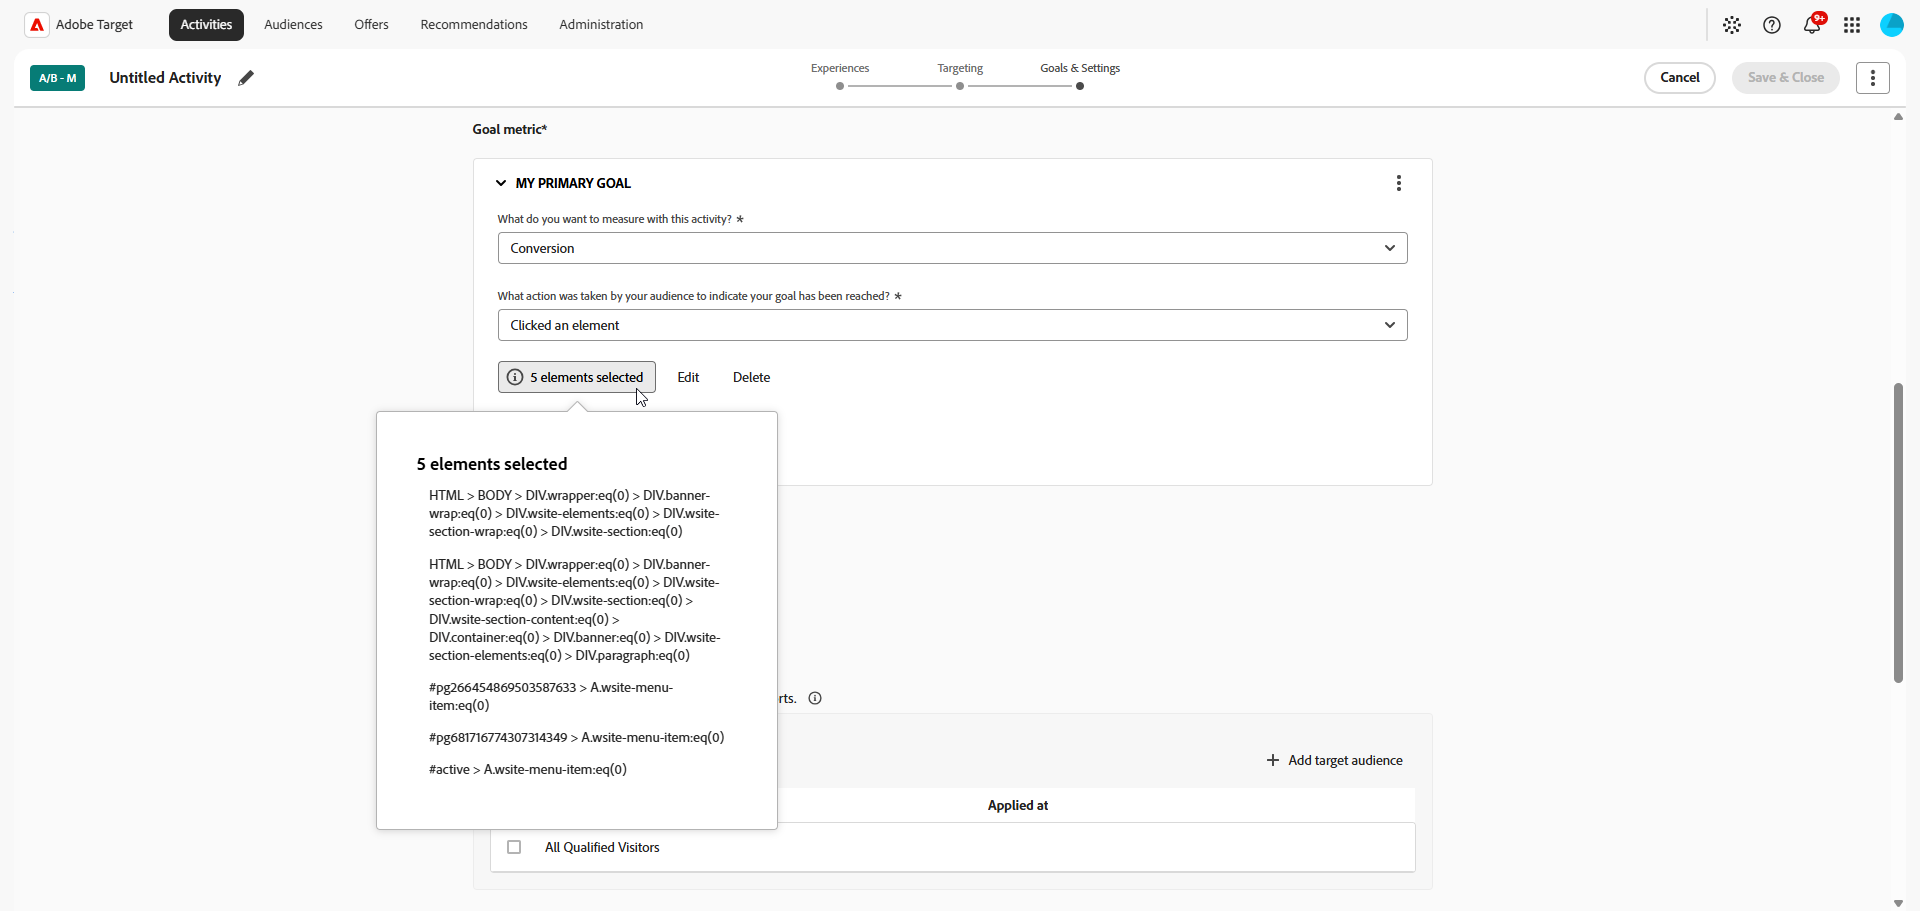 Adobe Target
Activities
Audiences
Offers
Recommendations
Administration
9+
A/B - M
Untitled Activity
Experiences
Targeting
Goals & Settings
Cancel
Save & Close
Goal metric*
MY PRIMARY GOAL
What do you want to measure with this activity? *
Conversion
What action was taken by your audience to indicate your goal has been reached? *
Clicked an element
5 elements selected
Edit
Delete
5 elements selected
HTML > BODY > DIV.wrapper:eq(0) > DIV.banner-
wrap:eq(0) > DIV.wsite-elements:eq(0) > DIV.wsite-
section-wrap:eq(0) > DIV.wsite-section:eq(0)
HTML > BODY > DIV.wrapper:eq(0) > DIV.banner-
wrap:eq(0) > DIV.wsite-elements:eq(0) > DIV.wsite-
section-wrap:eq(0) > DIV.wsite-section:eq(0) >
DIV.wsite-section-content:eq(0) >
DIV.container:eq(0) > DIV.banner:eq(0) > DIV.wsite-
section-elements:eq(0) > DIV.paragraph:eq(0)
#pg266454869503587633 > A.wsite-menu-
item:eq(0)
#pg681716774307314349 > A.wsite-menu-item:eq(0)
#active > A.wsite-menu-item:eq(0)
rts.
Add target audience
Applied at
All Qualified Visitors